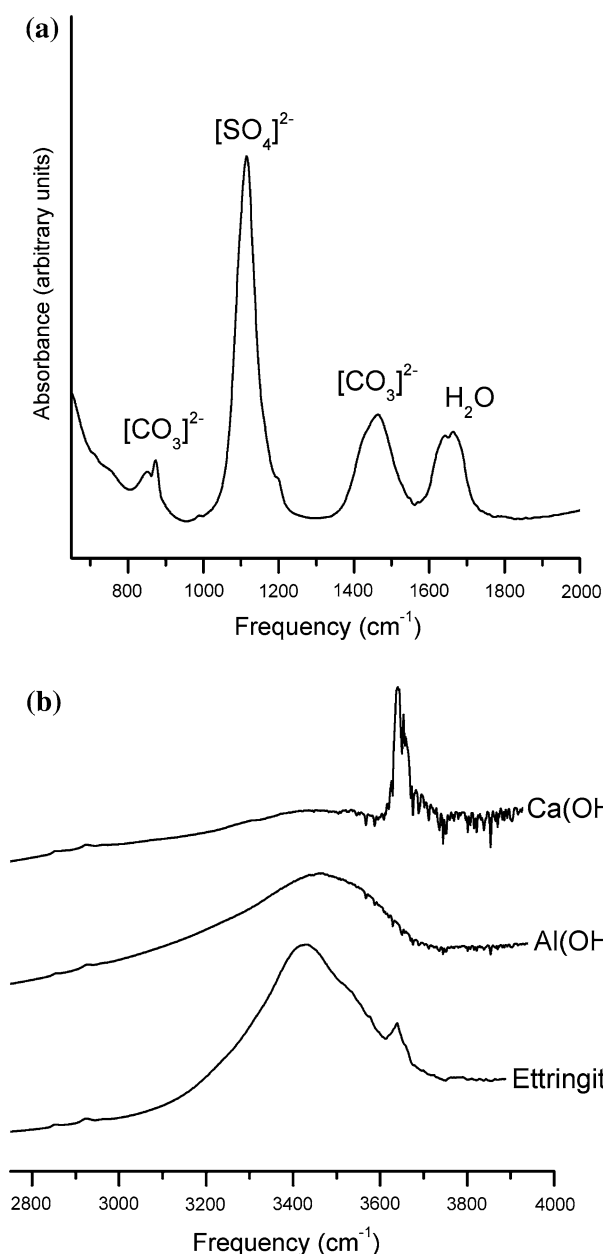 (a)
[SO₄]²⁻
[CO₃]²⁻
H₂O
[CO₃]²⁻
Absorbance (arbitrary units)
800 1000 1200 1400 1600 1800 2000
Frequency (cm⁻¹)
(b)
Ca(OH
Al(OH
Ettringit
2800 3000 3200 3400 3600 3800 4000
Frequency (cm⁻¹)